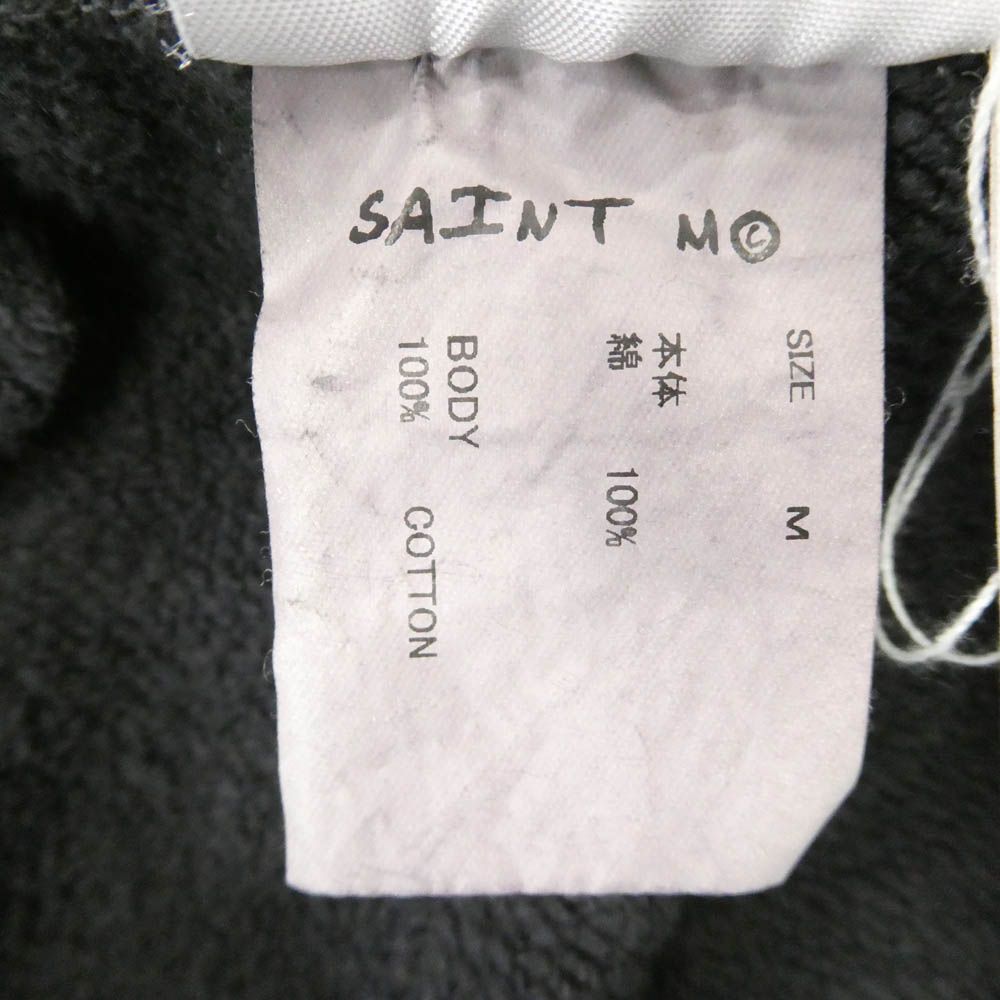 SAINT M©
SIZE M
本体
綿 100%
BODY
100% COTTON